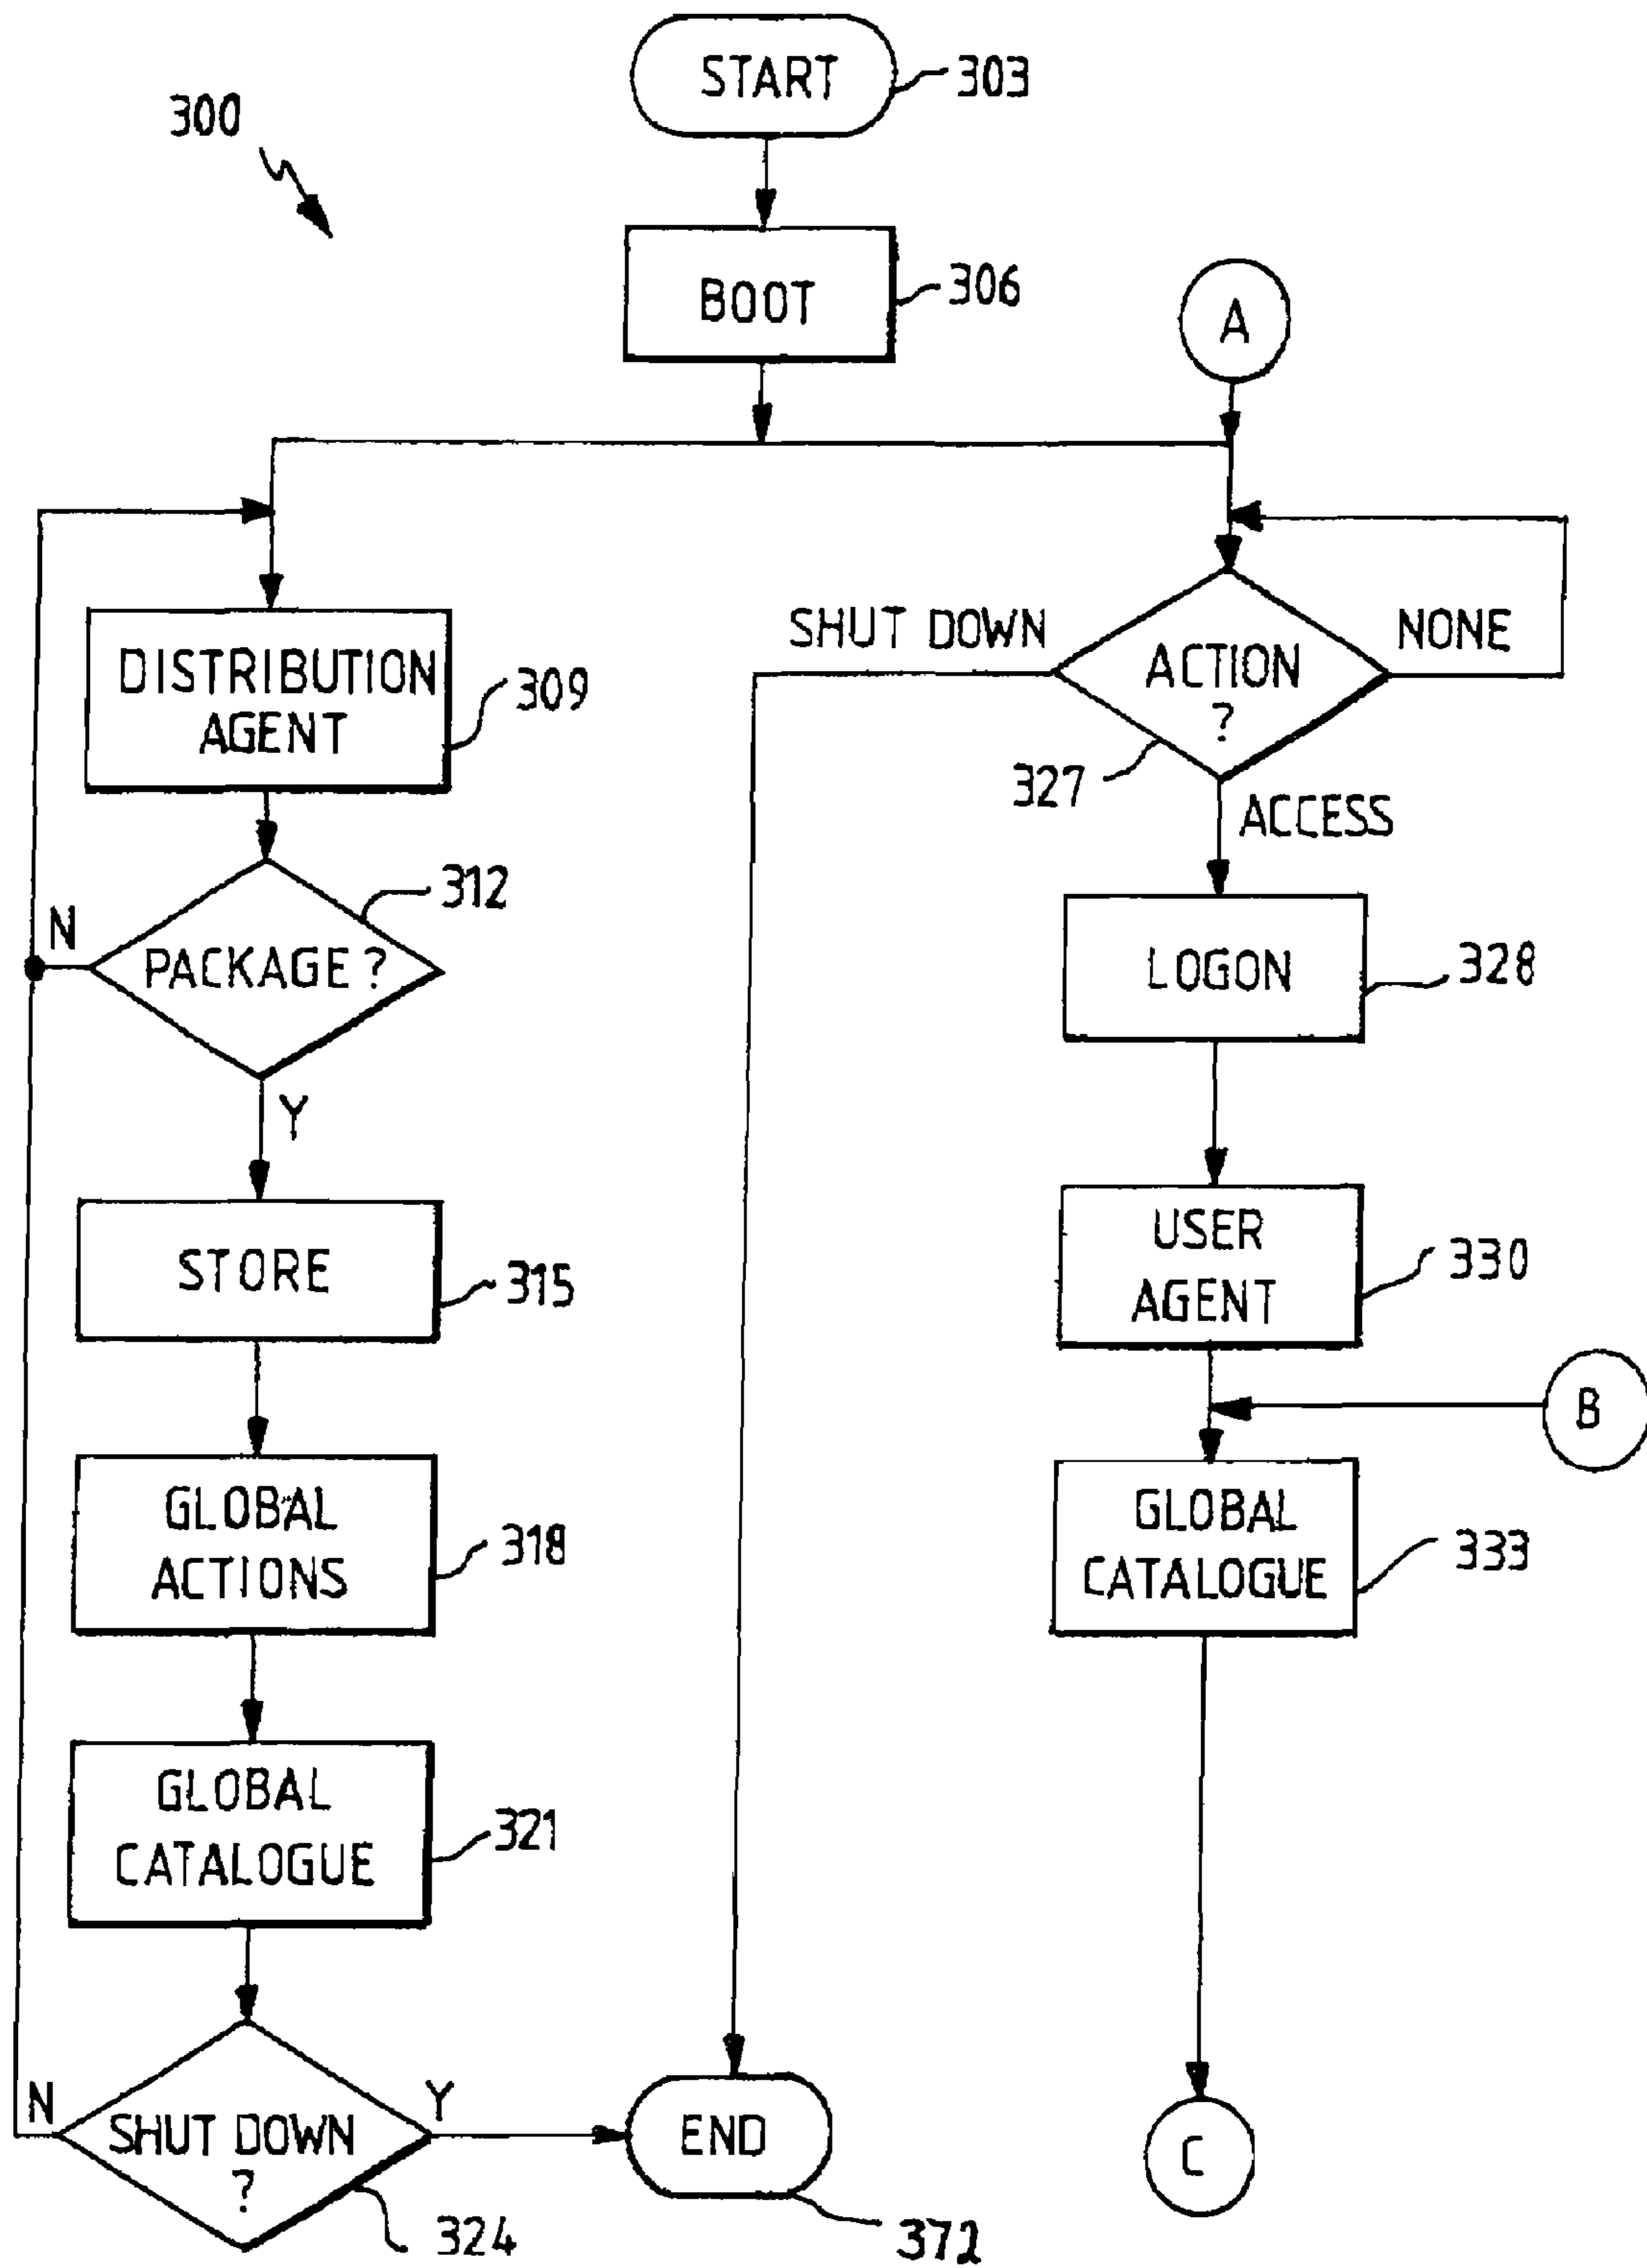 START
303
300
BOOT
306
A
DISTRIBUTION
AGENT
309
SHUT DOWN
ACTION
?
NONE
327
ACCESS
312
N
PACKAGE ?
Y
LOGON
328
STORE
315
USER
AGENT
330
B
GLOBAL
ACTIONS
318
GLOBAL
CATALOGUE
333
GLOBAL
CATALOGUE
321
N
SHUT DOWN
?
Y
324
END
372
C